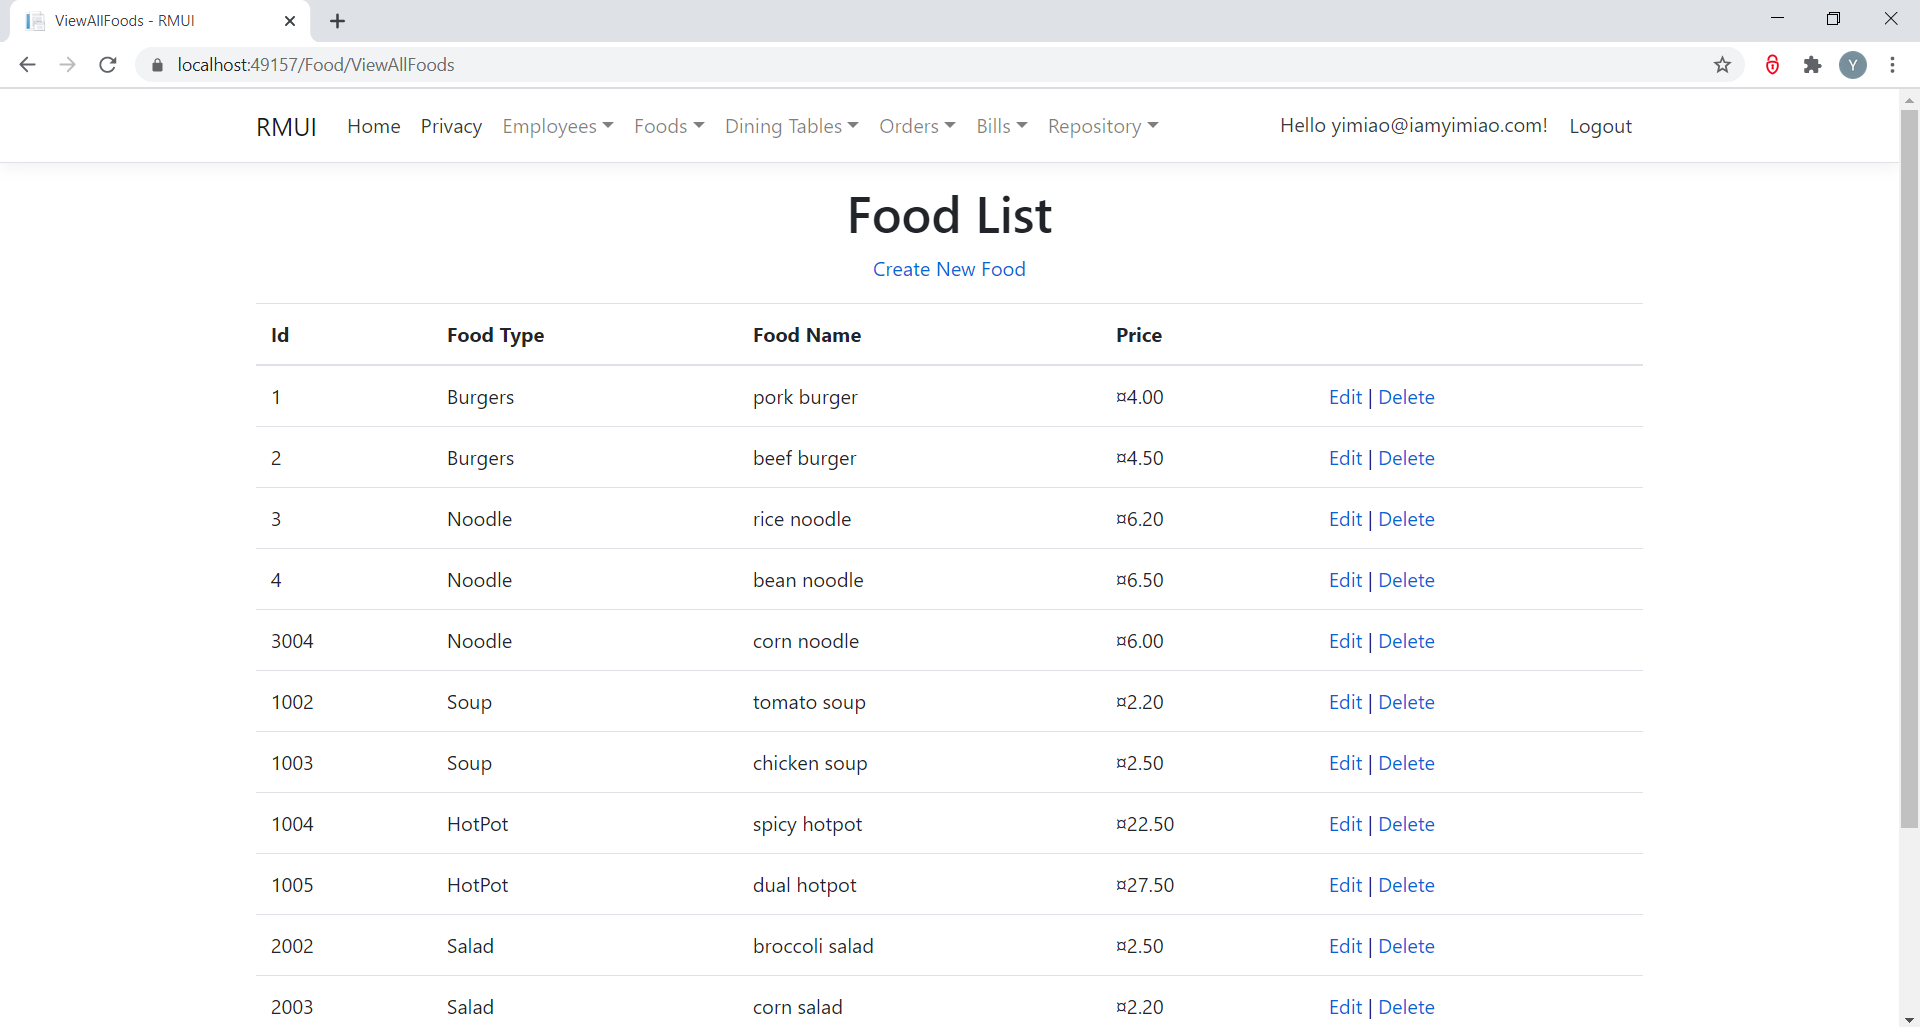 ViewAllFoods - RMUI
localhost:49157/Food/ViewAllFoods
Y
RMUI Home Privacy Employees Foods Dining Tables Orders Bills Repository Hello yimiao@iamyimiao.com! Logout
Food List
Create New Food
Id Food Type Food Name Price
1 Burgers pork burger ¤4.00 Edit | Delete
2 Burgers beef burger ¤4.50 Edit | Delete
3 Noodle rice noodle ¤6.20 Edit | Delete
4 Noodle bean noodle ¤6.50 Edit | Delete
3004 Noodle corn noodle ¤6.00 Edit | Delete
1002 Soup tomato soup ¤2.20 Edit | Delete
1003 Soup chicken soup ¤2.50 Edit | Delete
1004 HotPot spicy hotpot ¤22.50 Edit | Delete
1005 HotPot dual hotpot ¤27.50 Edit | Delete
2002 Salad broccoli salad ¤2.50 Edit | Delete
2003 Salad corn salad ¤2.20 Edit | Delete